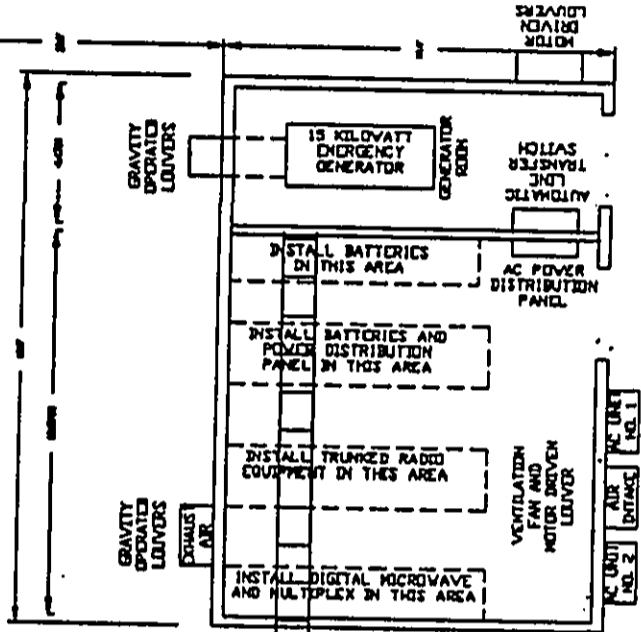 MOTOR
DRIVEN
LOUVERS
GRAVITY
OPERATED
LOUVERS
15 KILOWATT
EMERGENCY
GENERATOR
GENERATOR
ROOM
AUTOMATIC
LINE
TRANSFER
SWITCH
INSTALL BATTERIES
IN THIS AREA
AC POWER
DISTRIBUTION
PANEL
INSTALL BATTERIES AND
POWER DISTRIBUTION
PANEL IN THIS AREA
INSTALL TRUNKED RADIO
EQUIPMENT IN THIS AREA
VENTILATION
FAN AND
MOTOR DRIVEN
LOUVER
GRAVITY
OPERATED
LOUVERS
EXHAUST
AIR
INSTALL DIGITAL MICROWAVE
AND MULTIPLEX IN THIS AREA
AC UNIT
NO. 1
AIR
INTAKE
AC UNIT
NO. 2